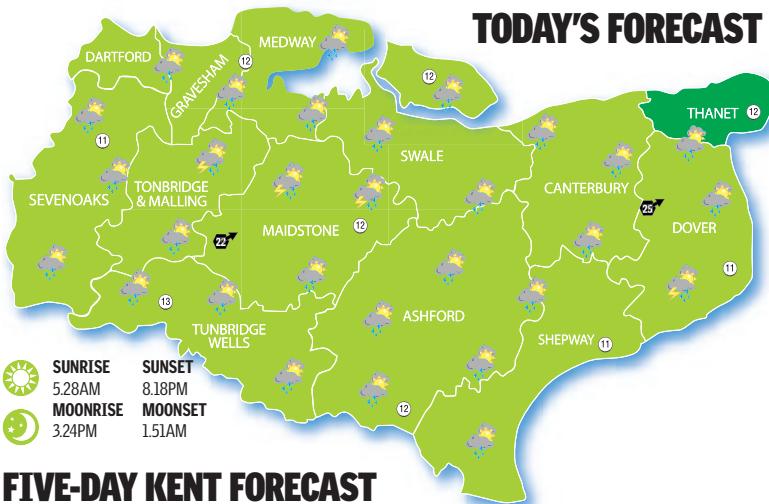 TODAY'S FORECAST
DARTFORD
GRAVESHAM
12
MEDWAY
12
THANET 12
11
SWALE
SEVENOAKS
TONBRIDGE
& MALLING
CANTERBURY
22
MAIDSTONE
12
25
DOVER
11
13
TUNBRIDGE
WELLS
ASHFORD
SHEPWAY 11
12
SUNRISE SUNSET
5.28AM 8.18PM
MOONRISE MOONSET
3.24PM 1.51AM
FIVE-DAY KENT FORECAST